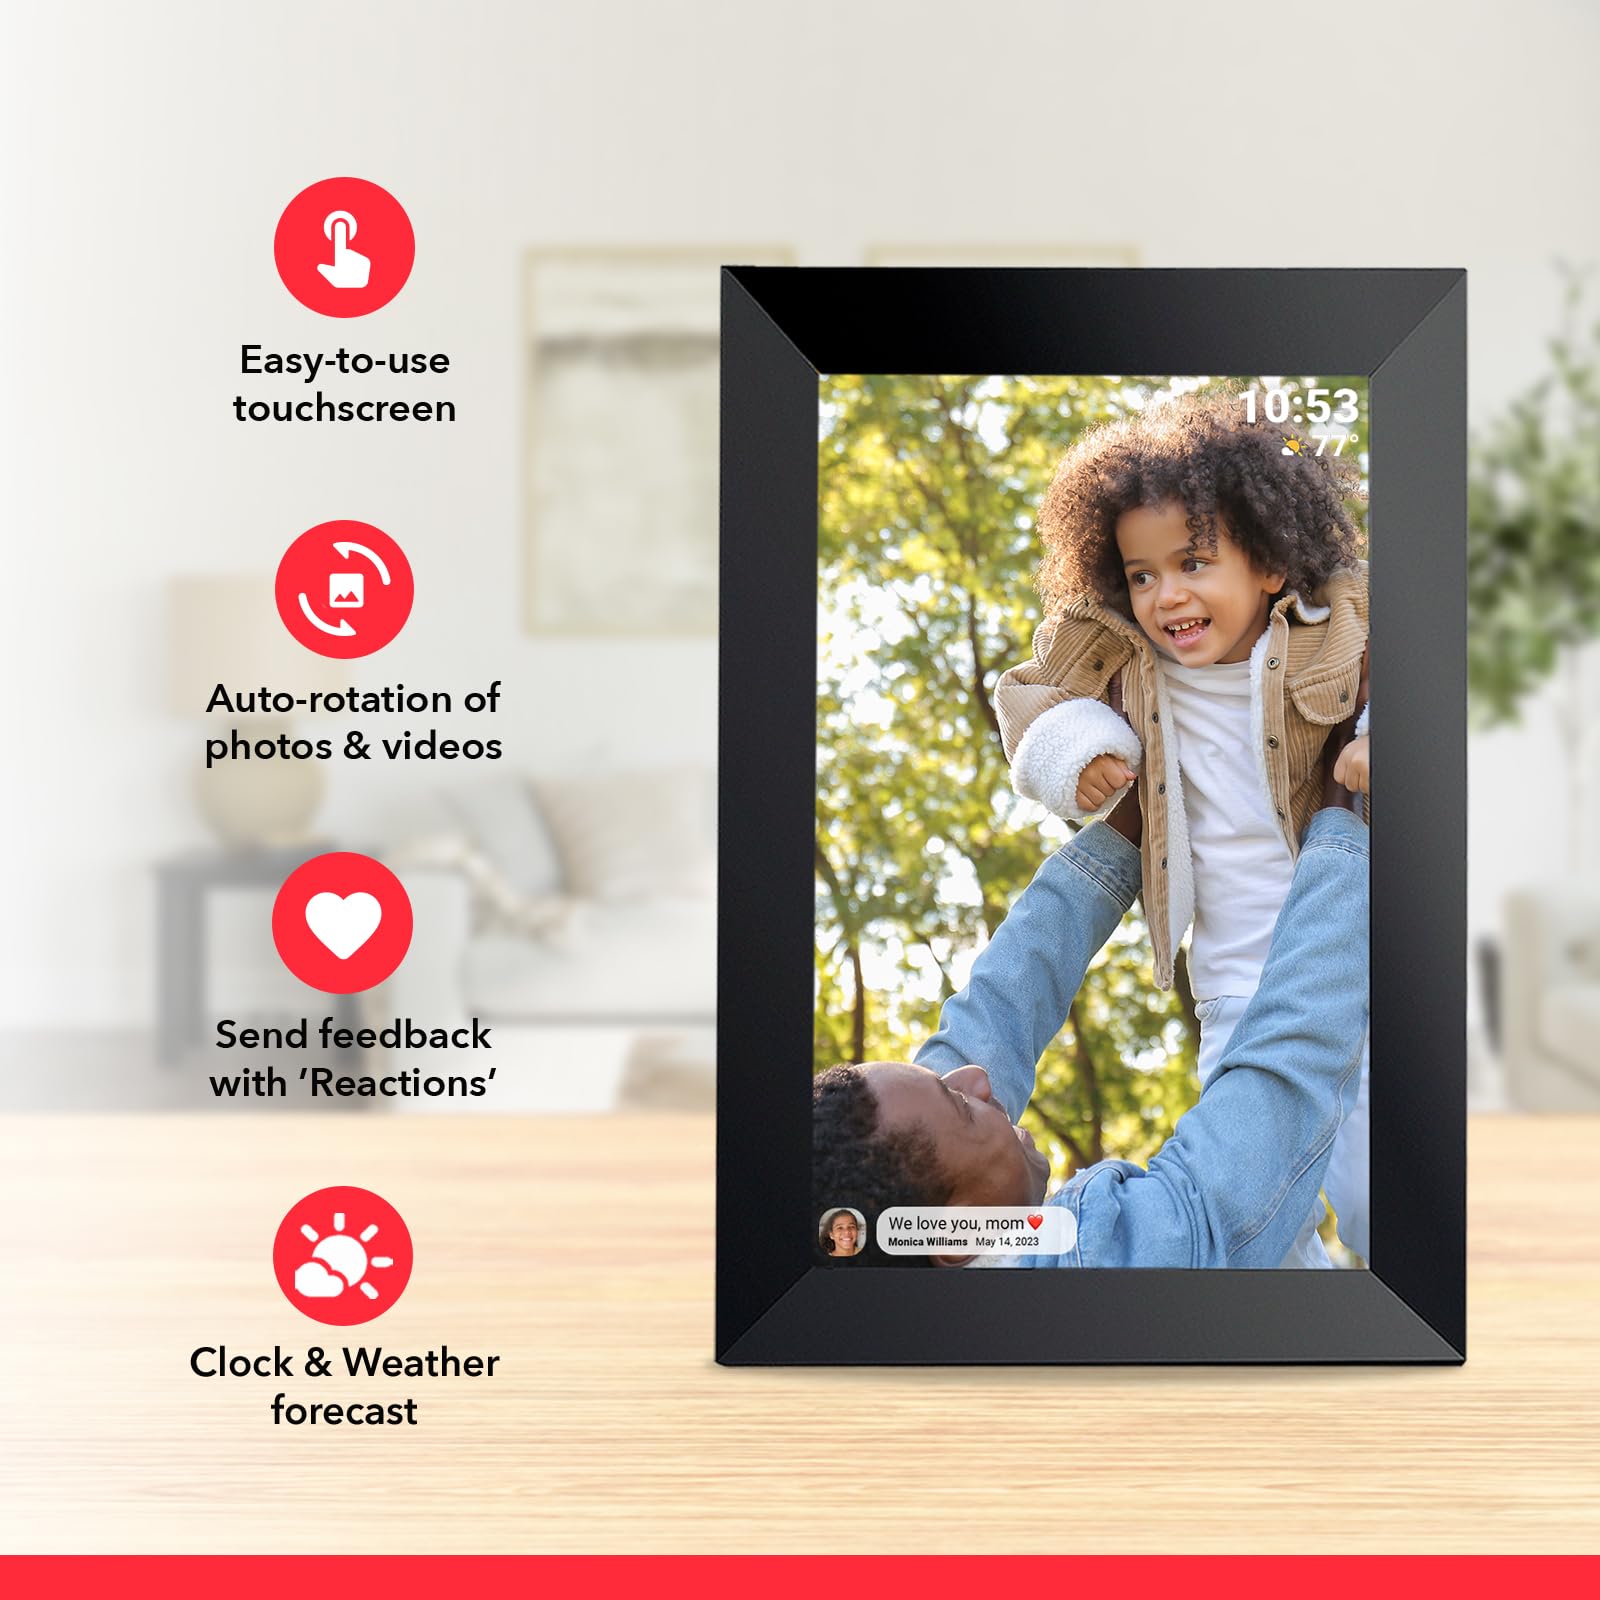 Easy-to-use
touchscreen
Auto-rotation of
photos & videos
Send feedback
with ‘Reactions’
Clock & Weather
forecast
10:53
77°
We love you, mom❤️
Monica Williams May 14, 2023